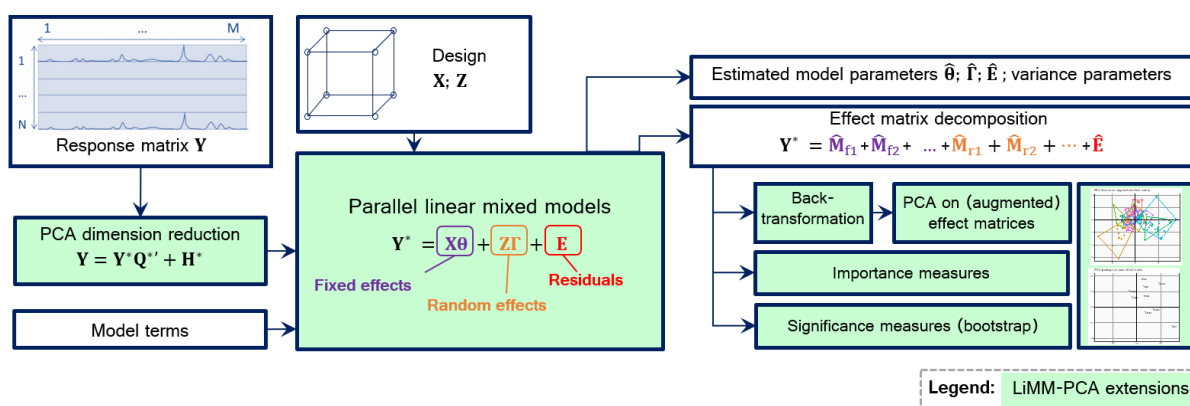 1 ... M
1
...
N
Response matrix Y
Design
X; Z
PCA dimension reduction
Y = Y*Q*' + H*
Model terms
Parallel linear mixed models
Y* = Xθ + ZΓ + E
Fixed effects
Random effects
Residuals
Estimated model parameters θ̂; Γ̂; Ê ; variance parameters
Effect matrix decomposition
Y* = M̂f1 + M̂f2 + ... + M̂r1 + M̂r2 + ⋯ + Ê
Back-
transformation
PCA on (augmented)
effect matrices
Importance measures
Significance measures (bootstrap)
Legend: LiMM-PCA extensions